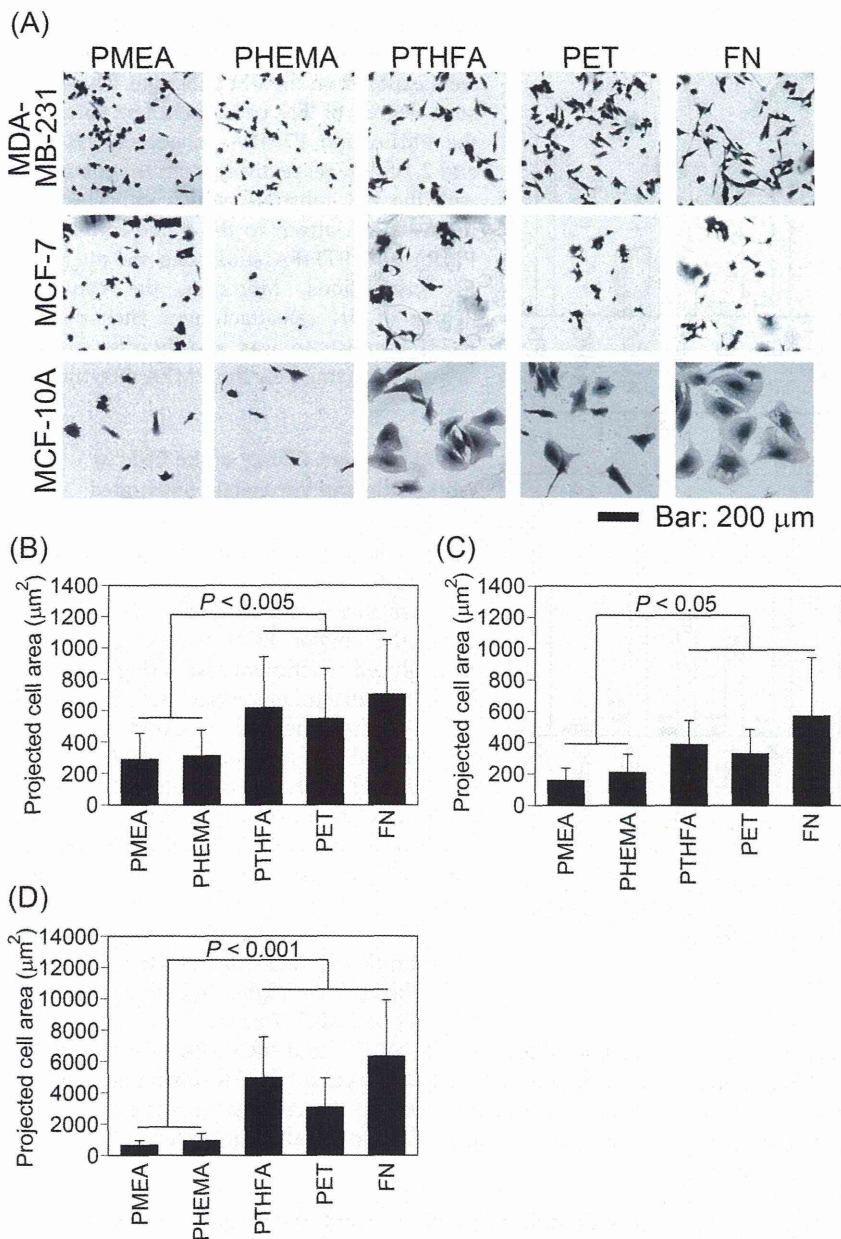 (A)
PMEA PHEMA PTHFA PET FN
MDA-
MB-231
MCF-7
MCF-10A
Bar: 200 μm
(B)
Projected cell area (μm²)
1400
1200
1000
800
600
400
200
0
P < 0.005
PMEA
PHEMA
PTHFA
PET
FN
(C)
Projected cell area (μm²)
1400
1200
1000
800
600
400
200
0
P < 0.05
PMEA
PHEMA
PTHFA
PET
FN
(D)
Projected cell area (μm²)
14000
12000
10000
8000
6000
4000
2000
0
P < 0.001
PMEA
PHEMA
PTHFA
PET
FN